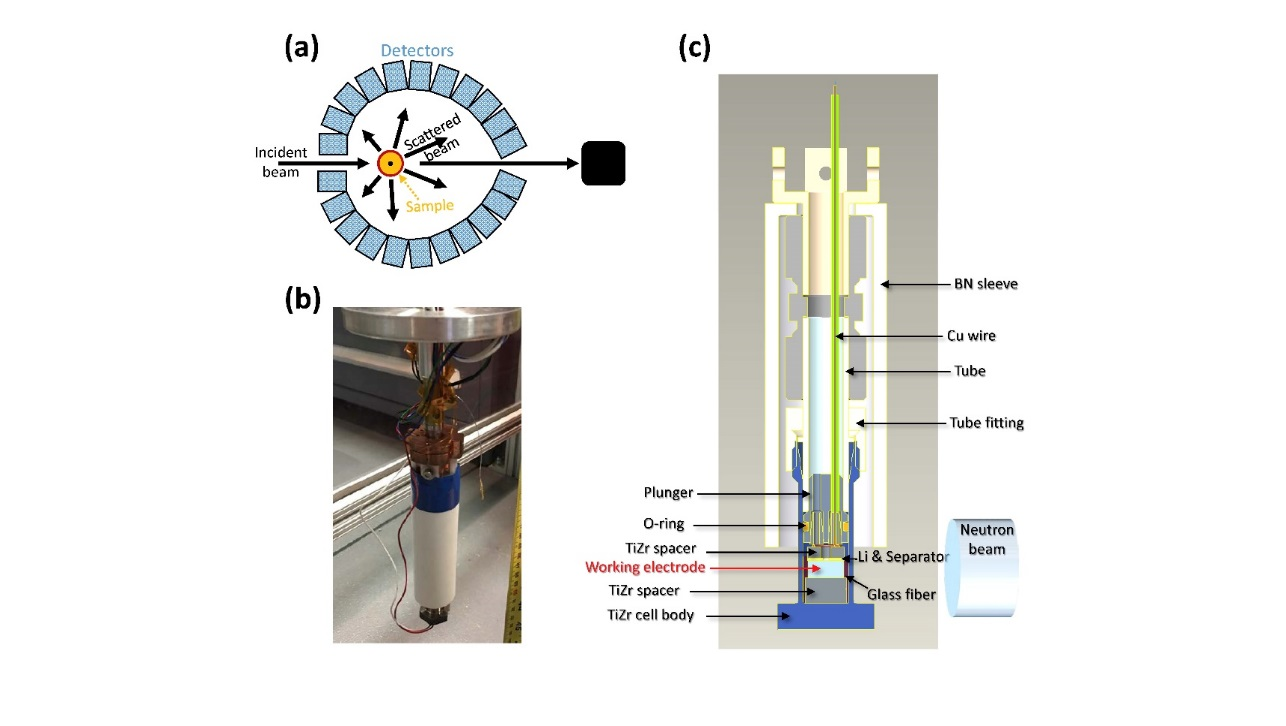 (a)
Detectors
Incident
beam
Scattered
beam
Sample
(b)
(c)
BN sleeve
Cu wire
Tube
Tube fitting
Plunger
O-ring
TiZr spacer
Working electrode
TiZr spacer
TiZr cell body
Li & Separator
Glass fiber
Neutron
beam